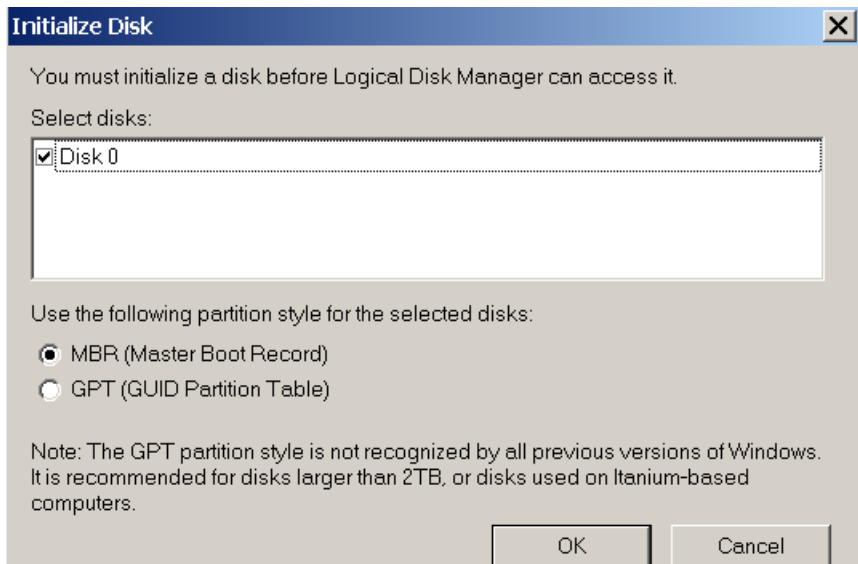 Initialize Disk
You must initialize a disk before Logical Disk Manager can access it.
Select disks:
Disk 0
Use the following partition style for the selected disks:
MBR (Master Boot Record)
GPT (GUID Partition Table)
Note: The GPT partition style is not recognized by all previous versions of Windows.
It is recommended for disks larger than 2TB, or disks used on Itanium-based
computers.
OK Cancel